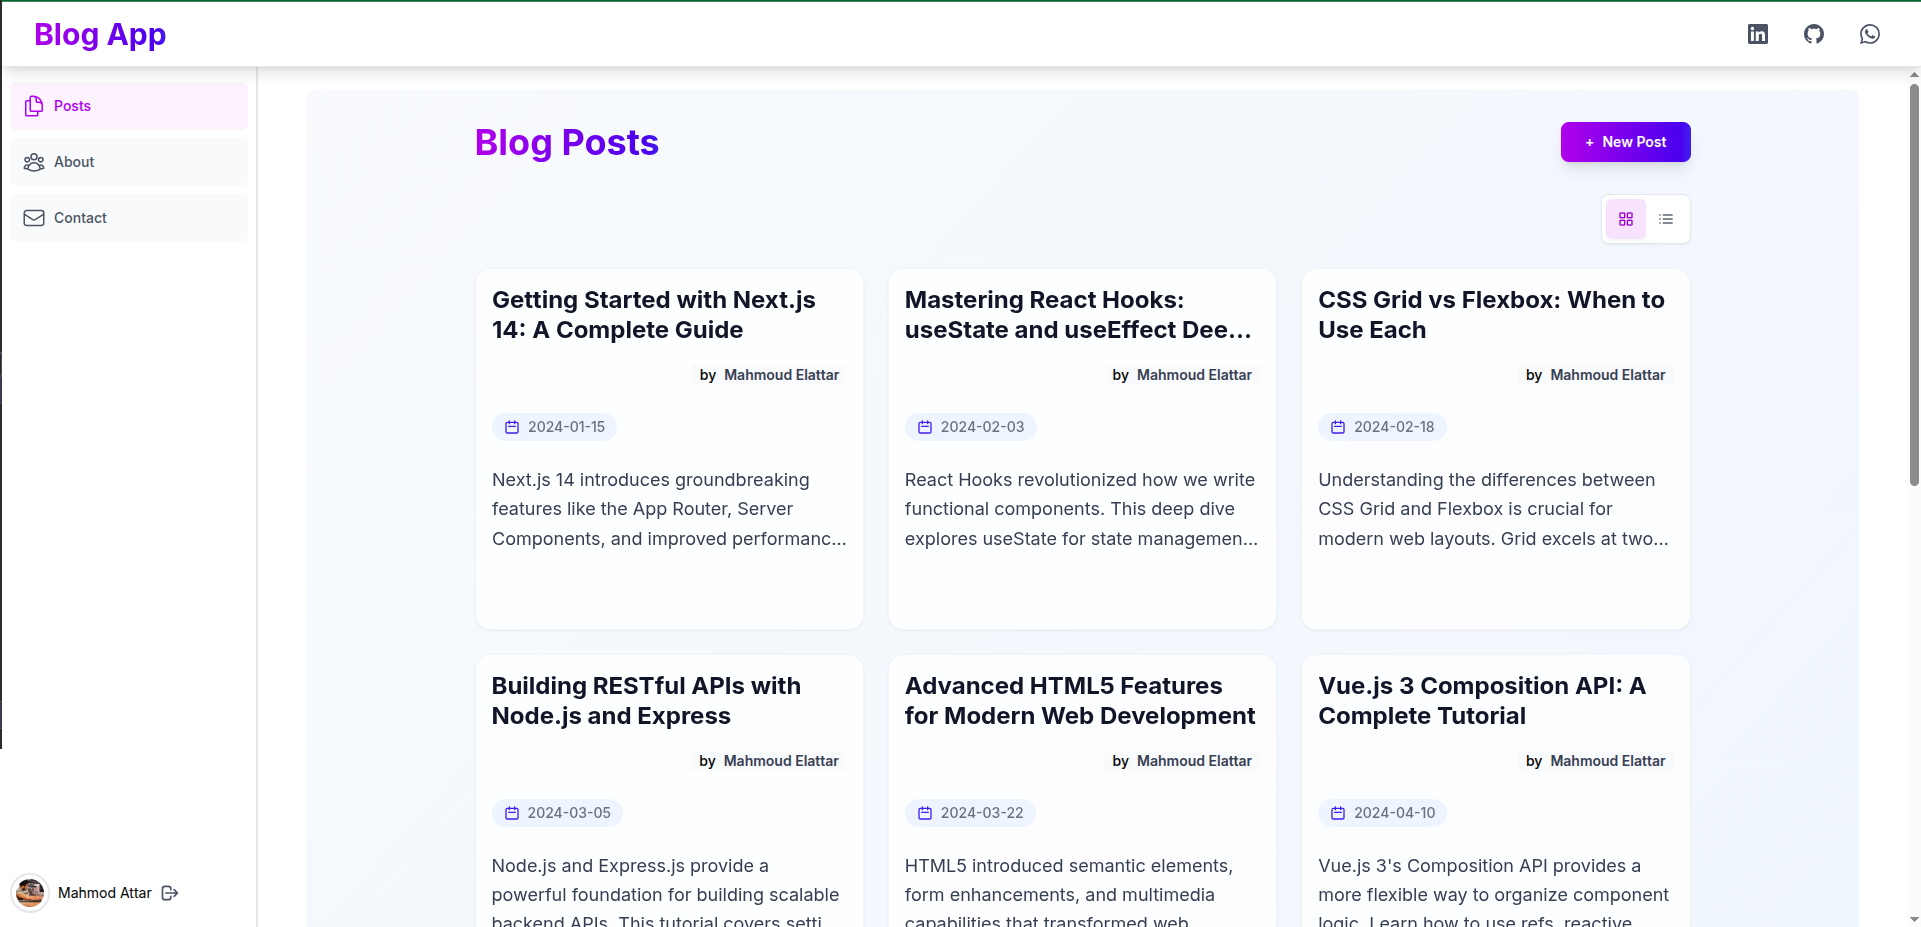 Blog App
Posts
About
Contact
Blog Posts
+ New Post
Getting Started with Next.js
14: A Complete Guide
by Mahmoud Elattar
2024-01-15
Next.js 14 introduces groundbreaking
features like the App Router, Server
Components, and improved performanc...
Mastering React Hooks:
useState and useEffect Dee...
by Mahmoud Elattar
2024-02-03
React Hooks revolutionized how we write
functional components. This deep dive
explores useState for state managemen...
CSS Grid vs Flexbox: When to
Use Each
by Mahmoud Elattar
2024-02-18
Understanding the differences between
CSS Grid and Flexbox is crucial for
modern web layouts. Grid excels at two...
Building RESTful APIs with
Node.js and Express
by Mahmoud Elattar
2024-03-05
Node.js and Express.js provide a
powerful foundation for building scalable
backend APIs. This tutorial covers setti...
Advanced HTML5 Features
for Modern Web Development
by Mahmoud Elattar
2024-03-22
HTML5 introduced semantic elements,
form enhancements, and multimedia
capabilities that transformed web
Vue.js 3 Composition API: A
Complete Tutorial
by Mahmoud Elattar
2024-04-10
Vue.js 3's Composition API provides a
more flexible way to organize component
logic. Learn how to use refs, reactive
Mahmod Attar